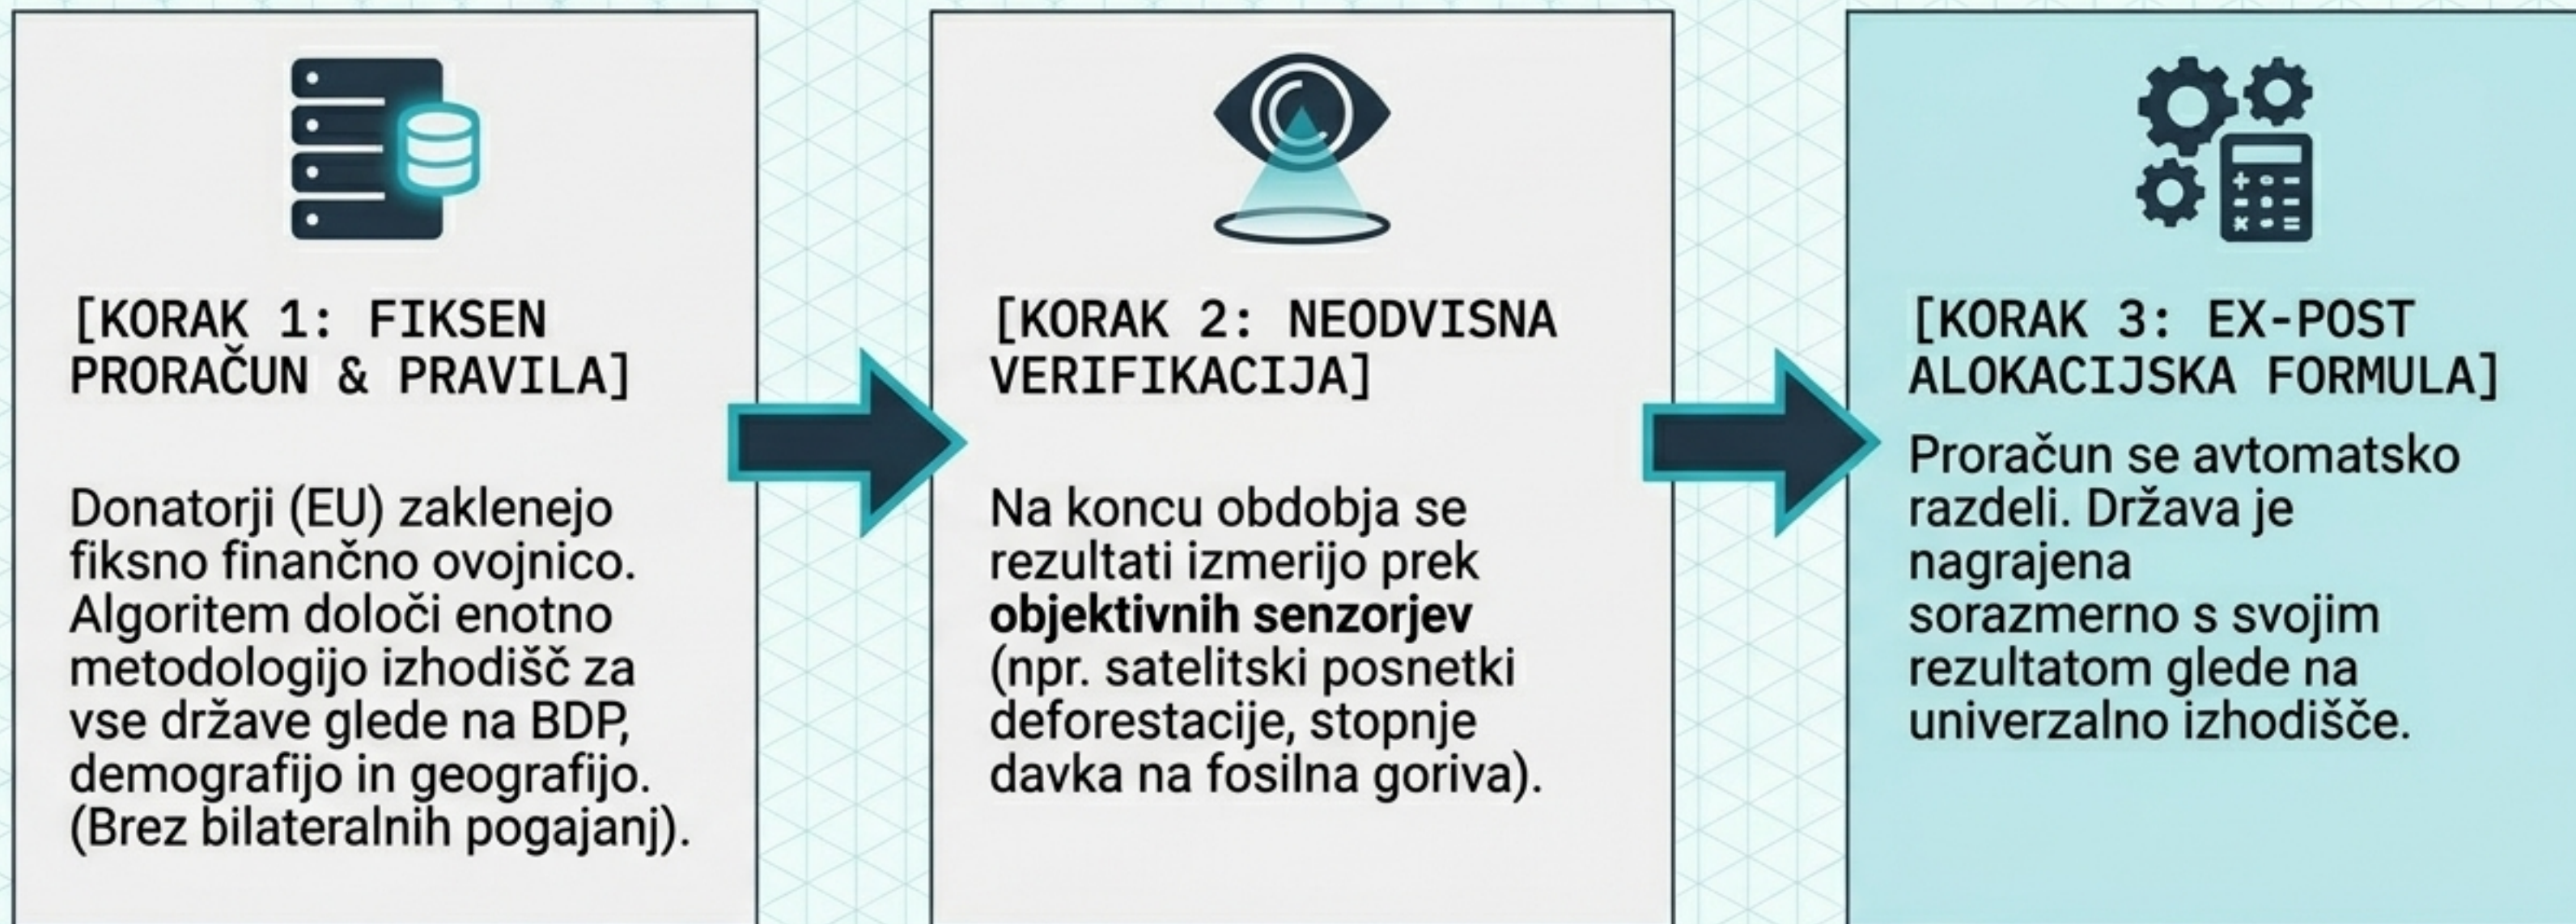 [KORAK 1: FIKSEN
PRORAČUN & PRAVILA]
Donatorji (EU) zaklenejo
fiksno finančno ovojnico.
Algoritem določi enotno
metodologijo izhodišč za
vse države glede na BDP,
demografijo in geografijo.
(Brez bilateralnih pogajanj).
[KORAK 2: NEODVISNA
VERIFIKACIJA]
Na koncu obdobja se
rezultati izmerijo prek
objektivnih senzorjev
(npr. satelitski posnetki
deforestacije, stopnje
davka na fosilna goriva).
[KORAK 3: EX-POST
ALOKACIJSKA FORMULA]
Proračun se avtomatsko
razdeli. Država je
nagrajena
sorazmerno s svojim
rezultatom glede na
univerzalno izhodišče.